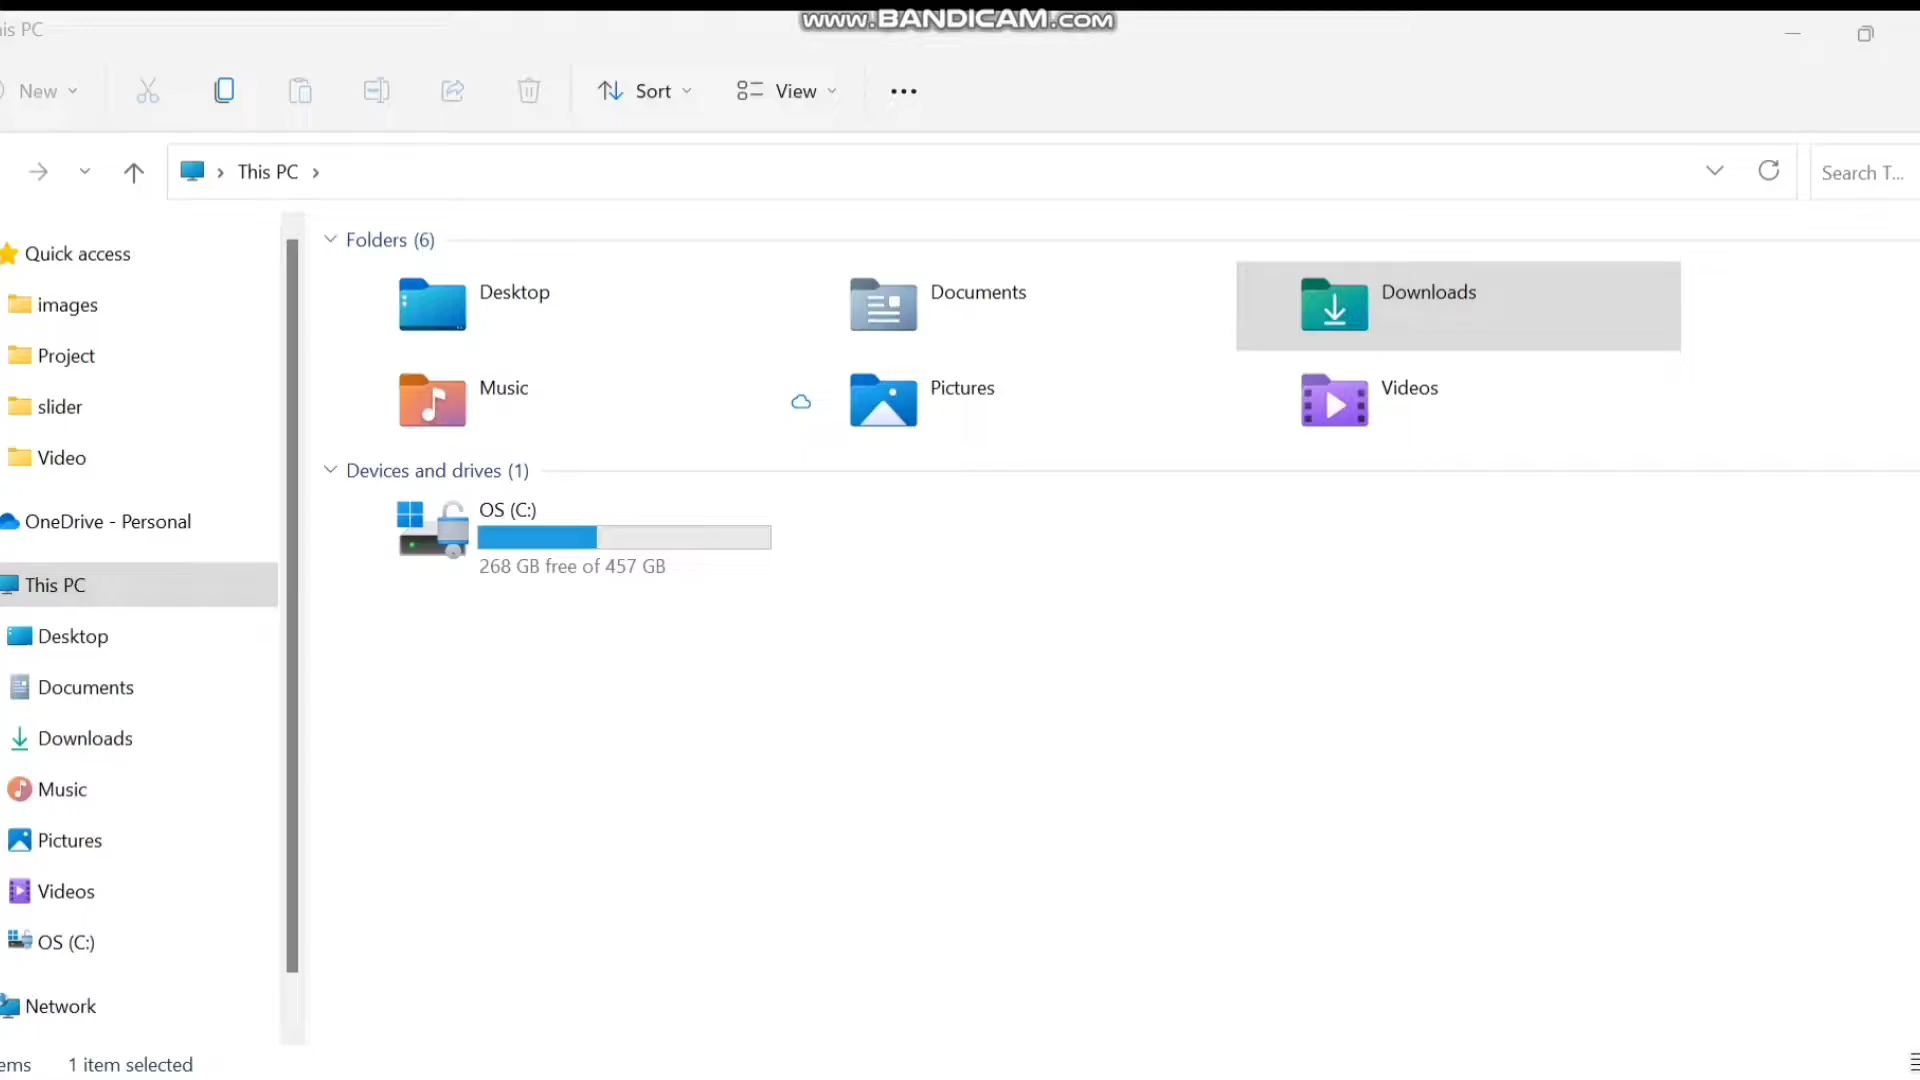 www.BANDICAM.com
is PC
New
Sort
View
This PC
Search T...
Quick access
images
Project
slider
Video
OneDrive - Personal
This PC
Desktop
Documents
Downloads
Music
Pictures
Videos
OS (C:)
Network
Folders (6)
Desktop
Documents
Downloads
Music
Pictures
Videos
Devices and drives (1)
OS (C:)
268 GB free of 457 GB
ems
1 item selected